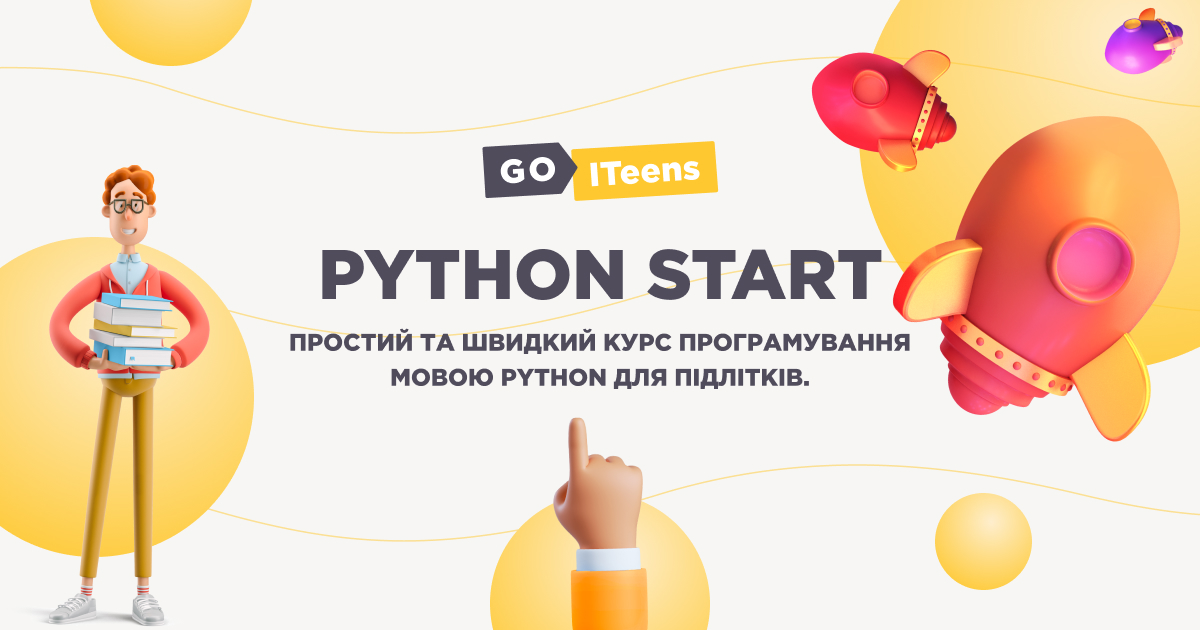 GO ITeens
PYTHON START
ПРОСТИЙ ТА ШВИДКИЙ КУРС ПРОГРАМУВАННЯ
МОВОЮ PYTHON ДЛЯ ПІДЛІТКІВ.